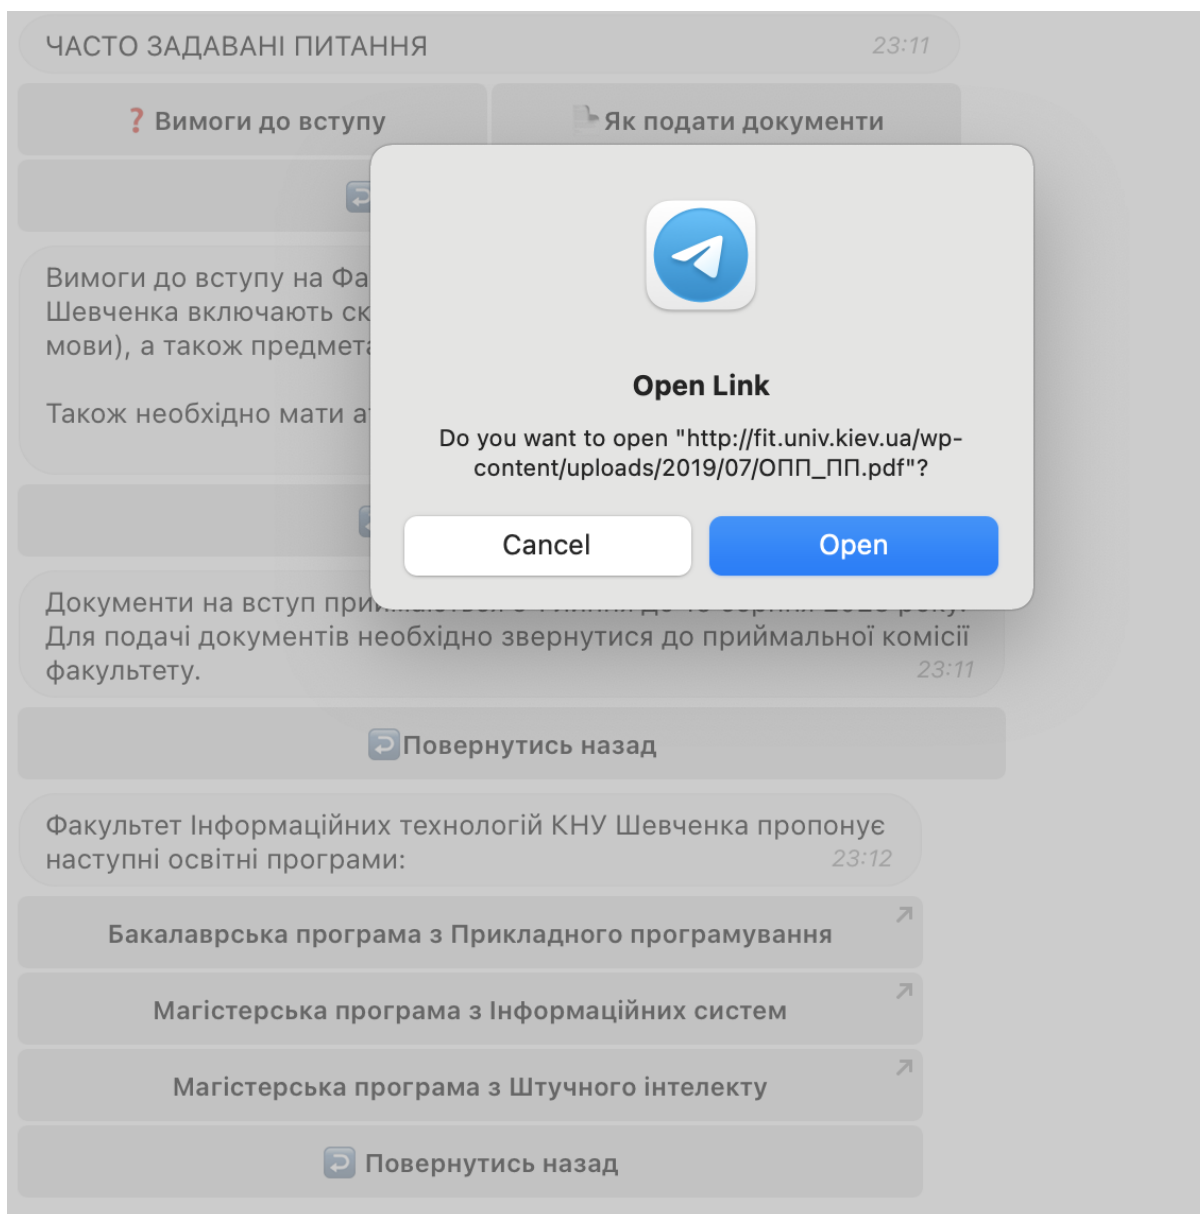 ЧАСТО ЗАДАВАНІ ПИТАННЯ 23:11
❓ Вимоги до вступу
Як подати документи
Вимоги до вступу на
Шевченка включають
мови), а також
Open Link
Do you want to open "http://fit.univ.kiev.ua/wp-
content/uploads/2019/07/ОПП_ПП.pdf"?
Також необхідно мати
Cancel
Open
Документи на вступ
Для подачі документів необхідно звернутися до приймальної комісії
факультету. 23:11
Повернутись назад
Факультет Інформаційних технологій КНУ Шевченка пропонує
наступні освітні програми: 23:12
Бакалаврська програма з Прикладного програмування
Магістерська програма з Інформаційних систем
Магістерська програма з Штучного інтелекту
Повернутись назад